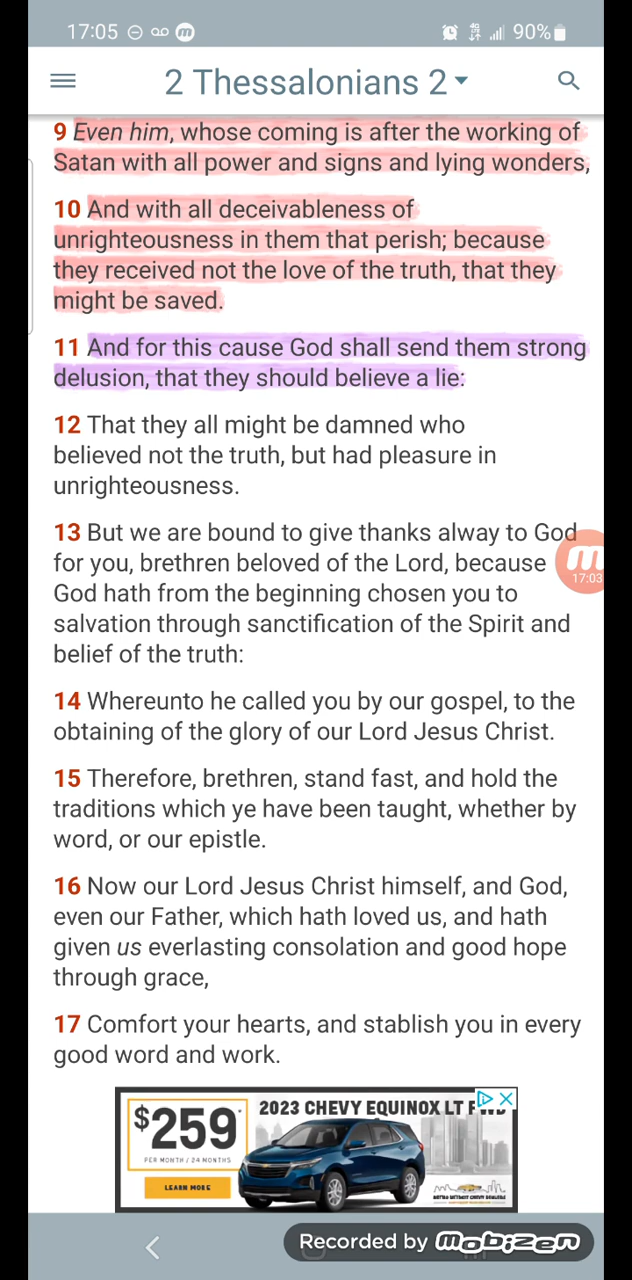 17:05
90%
2 Thessalonians 2
9 Even him, whose coming is after the working of
Satan with all power and signs and lying wonders,
10 And with all deceivableness of
unrighteousness in them that perish; because
they received not the love of the truth, that they
might be saved.
11 And for this cause God shall send them strong
delusion, that they should believe a lie:
12 That they all might be damned who
believed not the truth, but had pleasure in
unrighteousness.
13 But we are bound to give thanks alway to God
for you, brethren beloved of the Lord, because
God hath from the beginning chosen you to
salvation through sanctification of the Spirit and
belief of the truth:
m
17:03
14 Whereunto he called you by our gospel, to the
obtaining of the glory of our Lord Jesus Christ.
15 Therefore, brethren, stand fast, and hold the
traditions which ye have been taught, whether by
word, or our epistle.
16 Now our Lord Jesus Christ himself, and God,
even our Father, which hath loved us, and hath
given us everlasting consolation and good hope
through grace,
17 Comfort your hearts, and stablish you in every
good word and work.
$259*
PER MONTH / 24 MONTHS
LEARN MORE
2023 CHEVY EQUINOX LT FWD
Recorded by mobizen